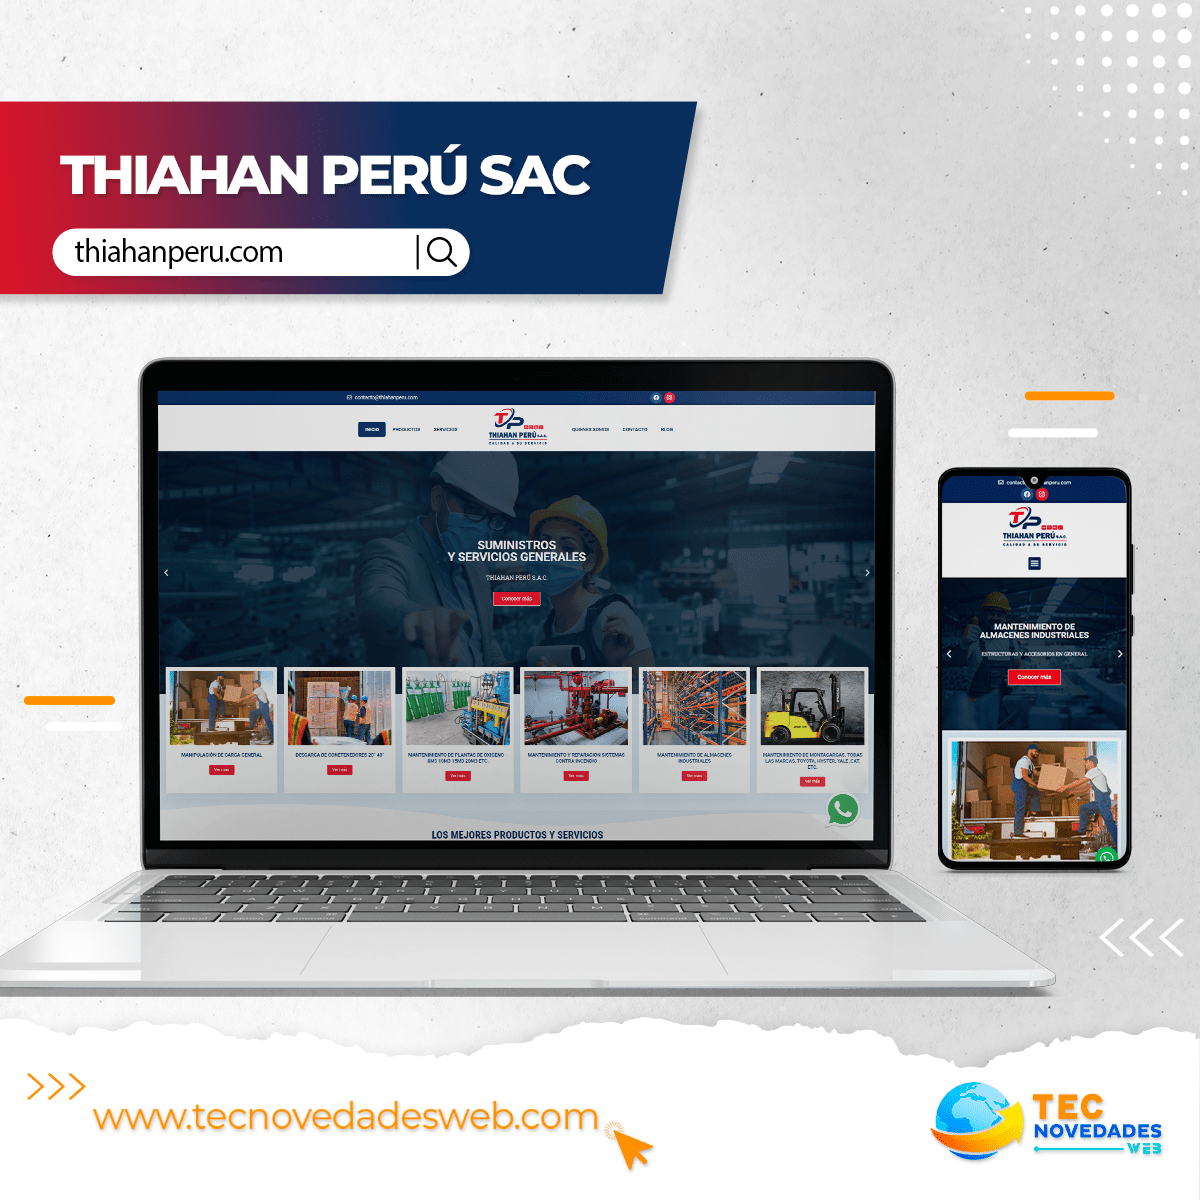 THIAHAN PERÚ SAC
thiahanperu.com
contacto@thiahanperu.com
INICIO PRODUCTOS SERVICIOS
TP
THIAHAN PERÚ S.A.C.
CALIDAD A SU SERVICIO
QUIENES SOMOS CONTACTO BLOG
SUMINISTROS
Y SERVICIOS GENERALES
THIAHAN PERÚ S.A.C.
Conocer más
MANIPULACIÓN DE CARGA GENERAL
Ver más
DESCARGA DE CONETENEDORES 20" 40"
Ver más
MANTENIMIENTO DE PLANTAS DE OXIGENO
8M3 10M3 15M3 20M3 ETC.
Ver más
MANTENIMIENTO Y REPARACION SISTEMAS
CONTRA INCENDIO
Ver más
MANTENIMIENTO DE ALMACENES
INDUSTRIALES
Ver más
MANTENIMIENTO DE MONTACARGAS, TODAS
LAS MARCAS, TOYOTA, HYSTER, YALE ,CAT,
ETC.
Ver más
LOS MEJORES PRODUCTOS Y SERVICIOS
TP
THIAHAN PERÚ S.A.C.
CALIDAD A SU SERVICIO
MANTENIMIENTO DE
ALMACENES INDUSTRIALES
ESTRUCTURAS Y ACCESORIOS EN GENERAL
Conocer más
www.tecnovedadesweb.com
TEC
NOVEDADES
WEB